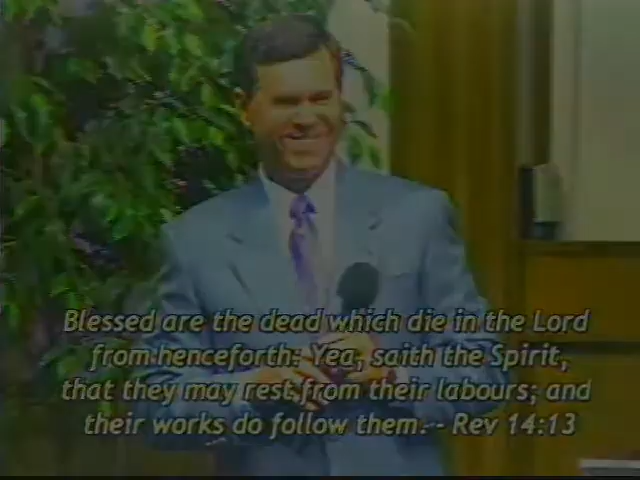 Blessed are the dead which die in the Lord
from henceforth: Yea, saith the Spirit,
that they may rest from their labours; and
their works do follow them. - Rev 14:13